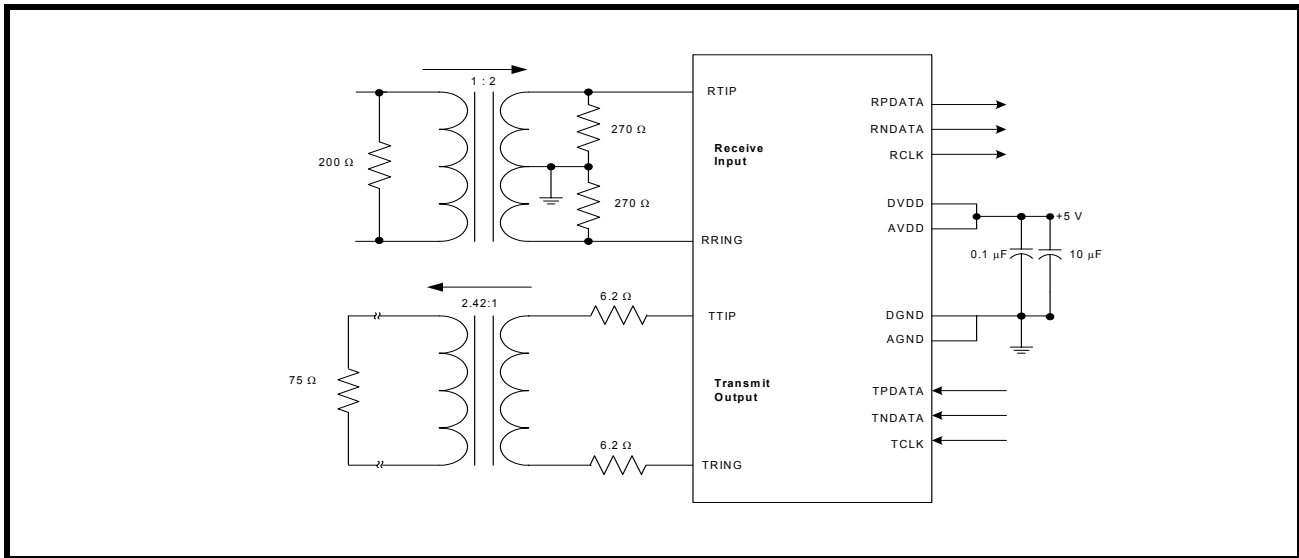 1 : 2
200 Ω
270 Ω
270 Ω
RTIP
Receive
Input
RRING
2.42:1
75 Ω
6.2 Ω
6.2 Ω
TTIP
Transmit
Output
TRING
RPDATA
RNDATA
RCLK
DVDD
AVDD
+5 V
0.1 µF
10 µF
DGND
AGND
TPDATA
TNDATA
TCLK